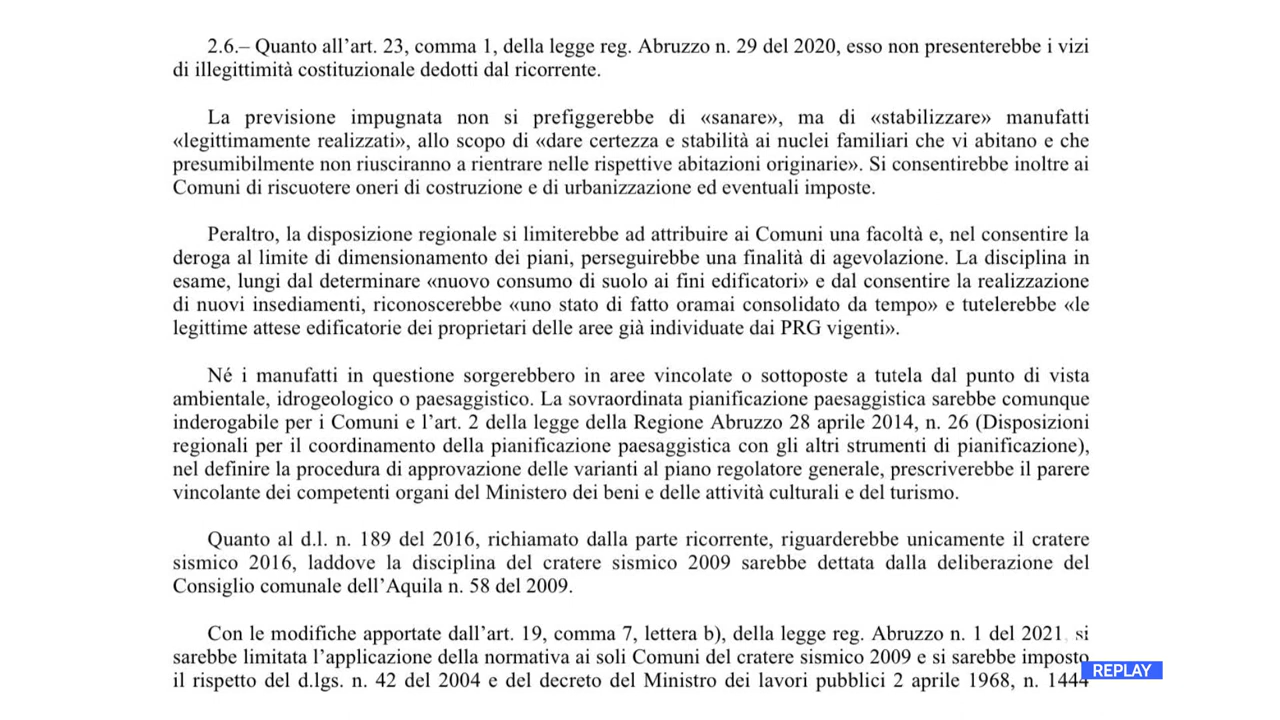 2.6.– Quanto all’art. 23, comma 1, della legge reg. Abruzzo n. 29 del 2020, esso non presenterebbe i vizi
di illegittimità costituzionale dedotti dal ricorrente.
La previsione impugnata non si prefiggerebbe di «sanare», ma di «stabilizzare» manufatti
«legittimamente realizzati», allo scopo di «dare certezza e stabilità ai nuclei familiari che vi abitano e che
presumibilmente non riusciranno a rientrare nelle rispettive abitazioni originarie». Si consentirebbe inoltre ai
Comuni di riscuotere oneri di costruzione e di urbanizzazione ed eventuali imposte.
Peraltro, la disposizione regionale si limiterebbe ad attribuire ai Comuni una facoltà e, nel consentire la
deroga al limite di dimensionamento dei piani, perseguirebbe una finalità di agevolazione. La disciplina in
esame, lungi dal determinare «nuovo consumo di suolo ai fini edificatori» e dal consentire la realizzazione
di nuovi insediamenti, riconoscerebbe «uno stato di fatto oramai consolidato da tempo» e tutelerebbe «le
legittime attese edificatorie dei proprietari delle aree già individuate dai PRG vigenti».
Né i manufatti in questione sorgerebbero in aree vincolate o sottoposte a tutela dal punto di vista
ambientale, idrogeologico o paesaggistico. La sovraordinata pianificazione paesaggistica sarebbe comunque
inderogabile per i Comuni e l’art. 2 della legge della Regione Abruzzo 28 aprile 2014, n. 26 (Disposizioni
regionali per il coordinamento della pianificazione paesaggistica con gli altri strumenti di pianificazione),
nel definire la procedura di approvazione delle varianti al piano regolatore generale, prescriverebbe il parere
vincolante dei competenti organi del Ministero dei beni e delle attività culturali e del turismo.
Quanto al d.l. n. 189 del 2016, richiamato dalla parte ricorrente, riguarderebbe unicamente il cratere
sismico 2016, laddove la disciplina del cratere sismico 2009 sarebbe dettata dalla deliberazione del
Consiglio comunale dell’Aquila n. 58 del 2009.
Con le modifiche apportate dall’art. 19, comma 7, lettera b), della legge reg. Abruzzo n. 1 del 2021, si
sarebbe limitata l’applicazione della normativa ai soli Comuni del cratere sismico 2009 e si sarebbe imposto
il rispetto del d.lgs. n. 42 del 2004 e del decreto del Ministro dei lavori pubblici 2 aprile 1968, n. 1444
REPLAY